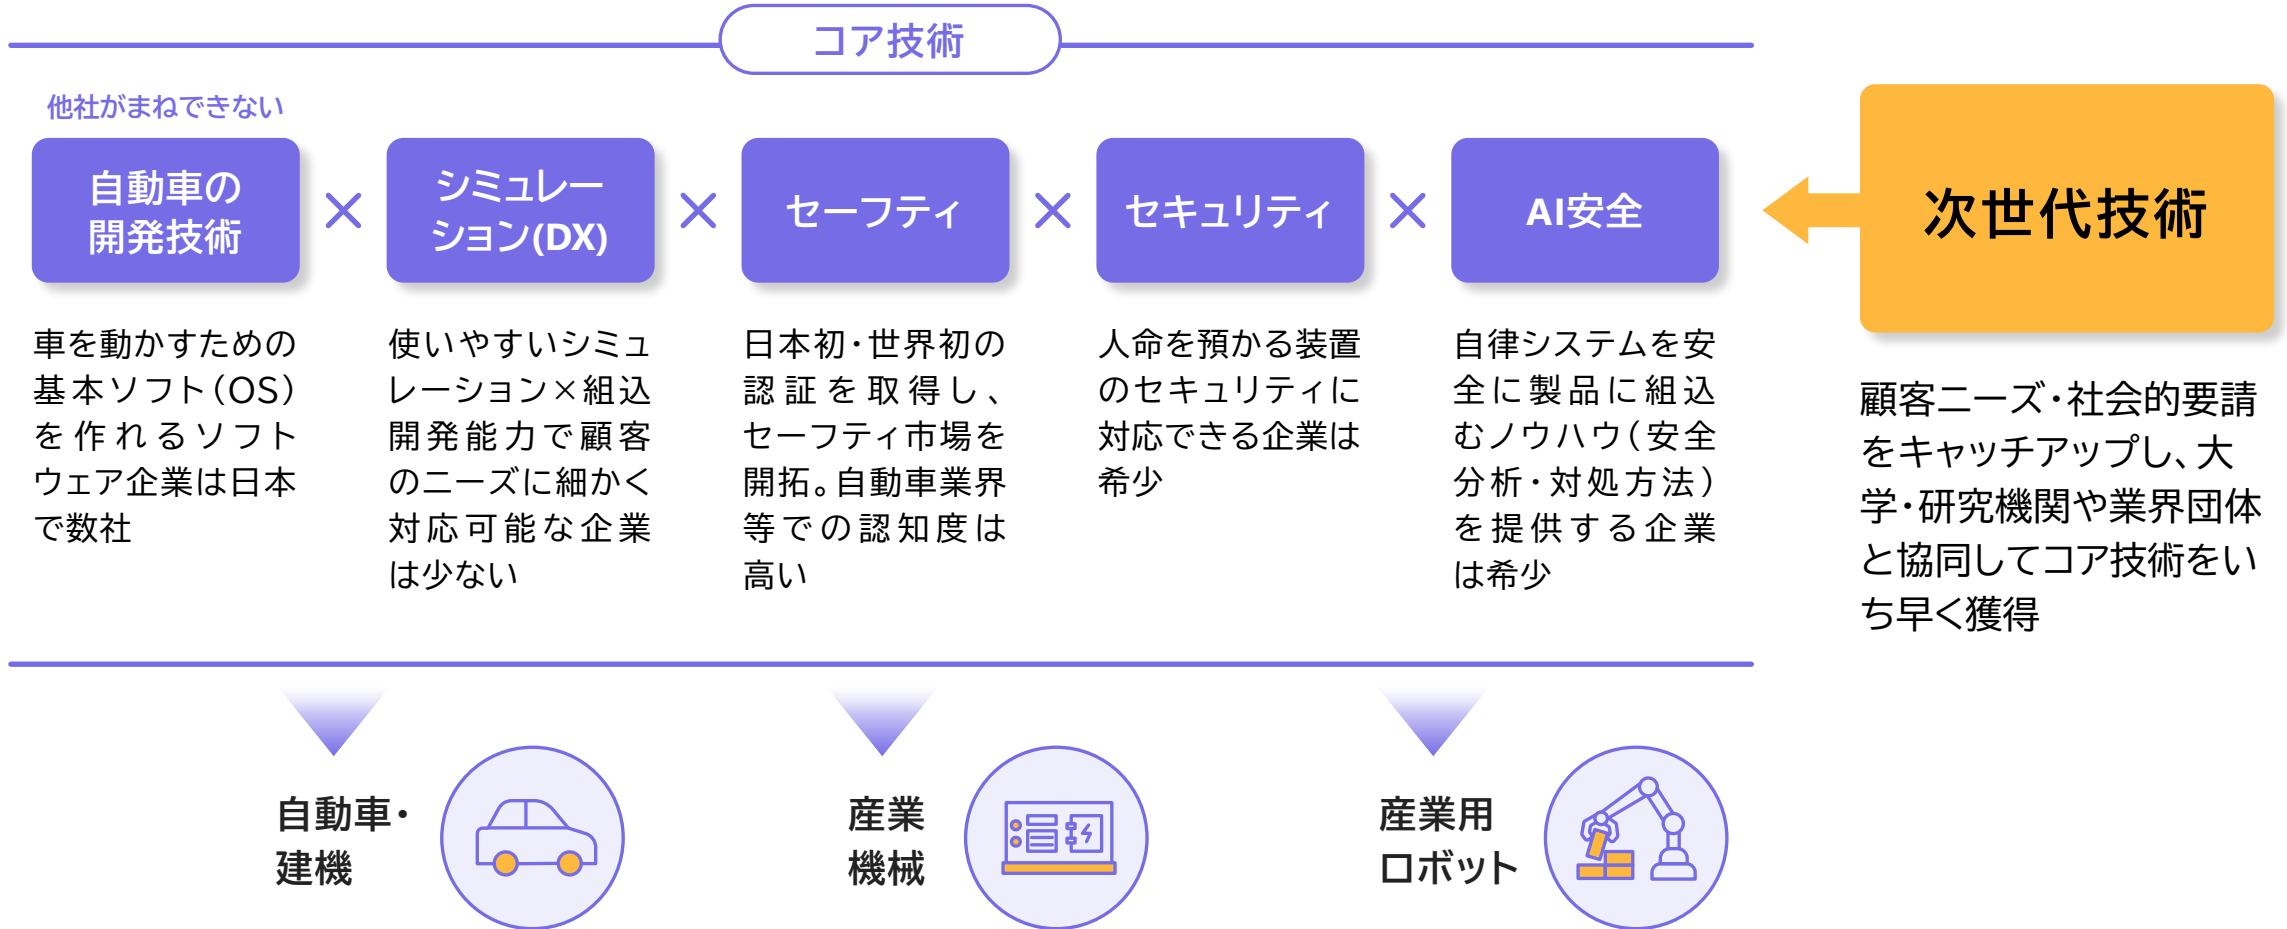 コア技術
他社がまねできない
自動車の
開発技術
×
シミュレー
ション(DX)
×
セーフティ
×
セキュリティ
×
AI安全
次世代技術
車を動かすための
基本ソフト(OS)
を作れるソフト
ウェア企業は日本
で数社
使いやすいシミュ
レーション×組込
開発能力で顧客
のニーズに細かく
対応可能な企業
は少ない
日本初・世界初の
認証を取得し、
セーフティ市場を
開拓。自動車業界
等での認知度は
高い
人命を預かる装置
のセキュリティに
対応できる企業は
希少
自律システムを安
全に製品に組込
むノウハウ(安全
分析・対処方法)
を提供する企業
は希少
顧客ニーズ・社会的要請
をキャッチアップし、大
学・研究機関や業界団体
と協同してコア技術をい
ち早く獲得
自動車・
建機
産業
機械
産業用
ロボット